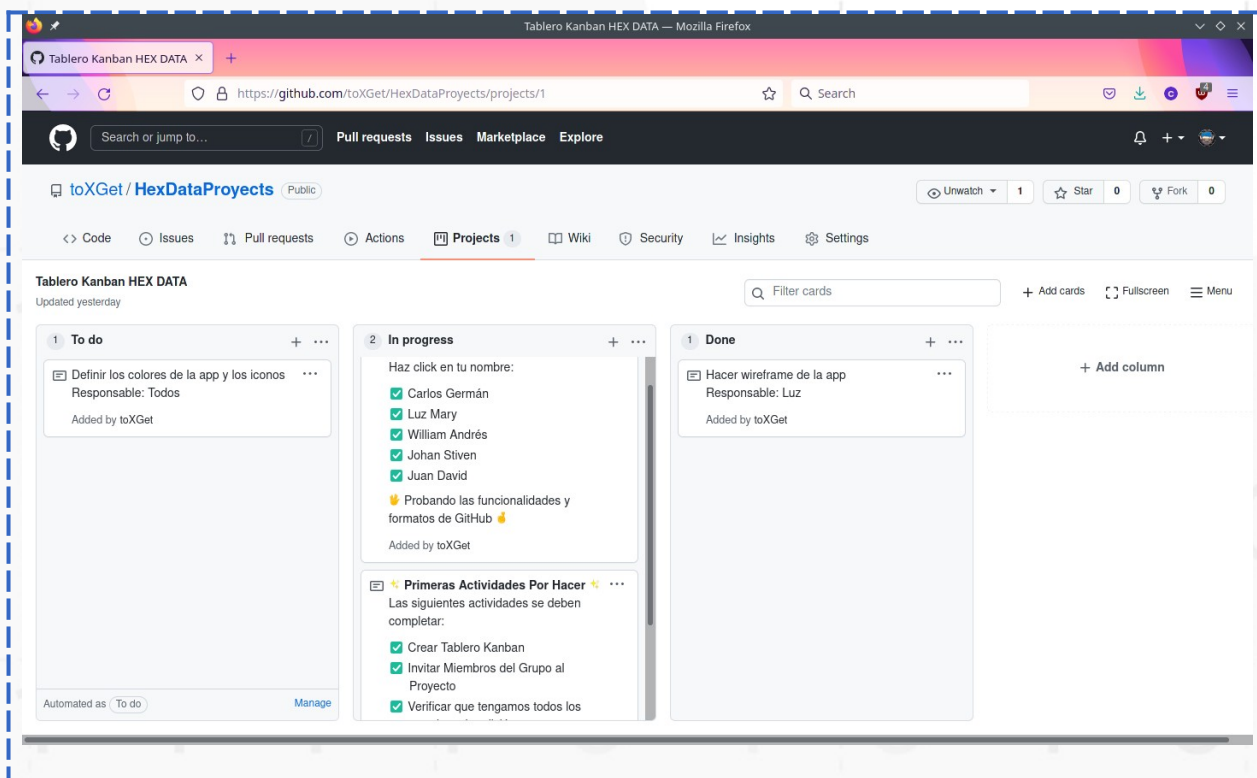 Tablero Kanban HEX DATA — Mozilla Firefox
Tablero Kanban HEX DATA
https://github.com/toXGet/HexDataProyects/projects/1
Search
4
Search or jump to...
/
Pull requests Issues Marketplace Explore
toXGet / HexDataProyects Public
Unwatch 1 Star 0 Fork 0
Code Issues Pull requests Actions Projects 1 Wiki Security Insights Settings
Tablero Kanban HEX DATA
Updated yesterday
Filter cards
+ Add cards Fullscreen Menu
1 To do
Definir los colores de la app y los iconos
Responsable: Todos
Added by toXGet
Automated as To do Manage
2 In progress
Haz click en tu nombre:
Carlos Germán
Luz Mary
William Andrés
Johan Stiven
Juan David
Probando las funcionalidades y
formatos de GitHub
Added by toXGet
Primeras Actividades Por Hacer
Las siguientes actividades se deben
completar:
Crear Tablero Kanban
Invitar Miembros del Grupo al
Proyecto
Verificar que tengamos todos los
1 Done
Hacer wireframe de la app
Responsable: Luz
Added by toXGet
+ Add column